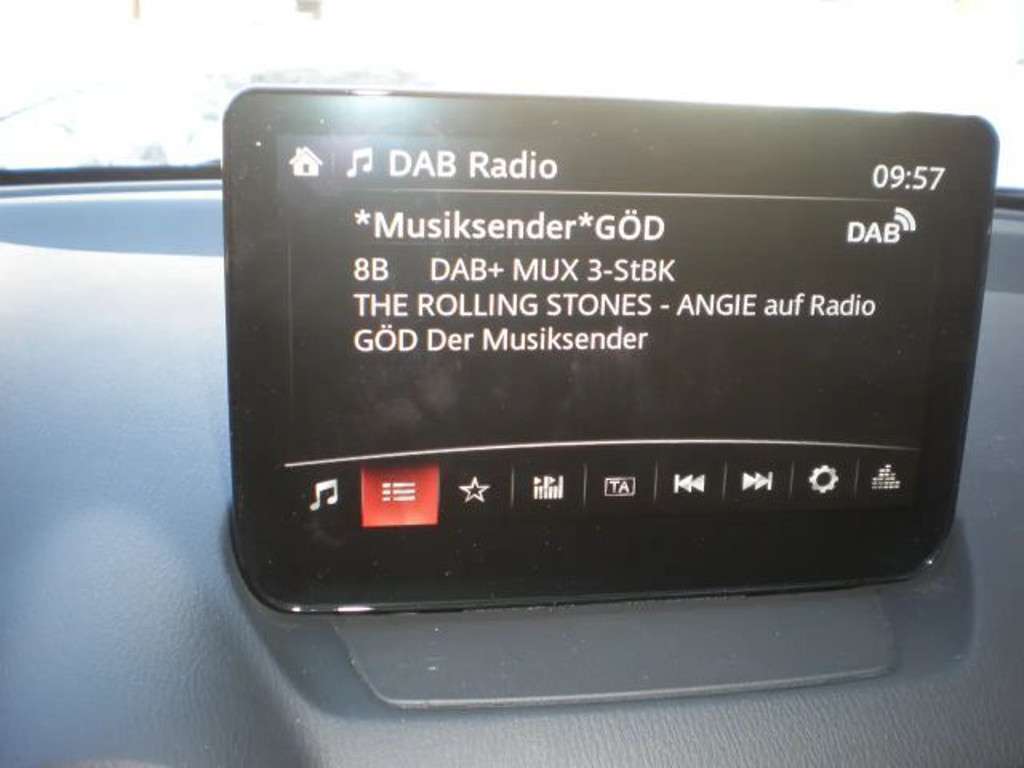 DAB Radio
09:57
*Musiksender*GÖD
DAB
8B DAB+ MUX 3-StBK
THE ROLLING STONES - ANGIE auf Radio
GÖD Der Musiksender
TA